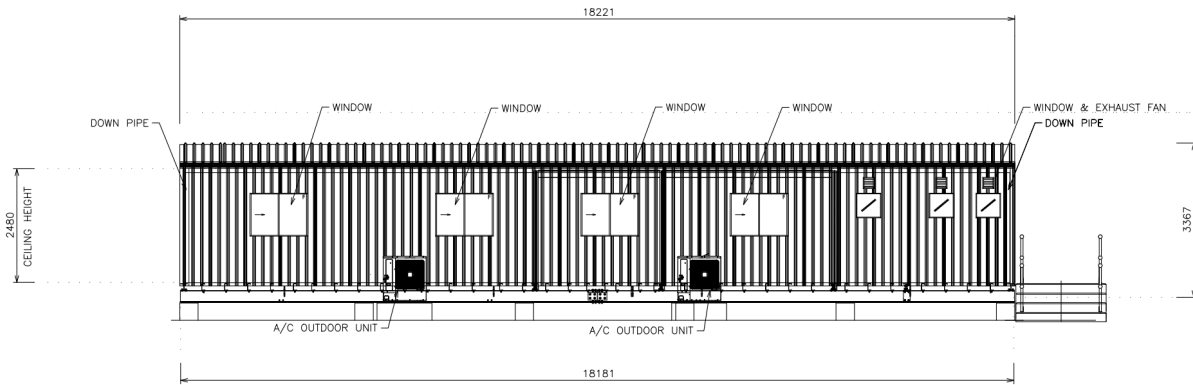 18221
WINDOW
WINDOW
WINDOW
WINDOW
WINDOW & EXHAUST FAN
DOWN PIPE
DOWN PIPE
2480
CEILING HEIGHT
3367
A/C OUTDOOR UNIT
A/C OUTDOOR UNIT
18181